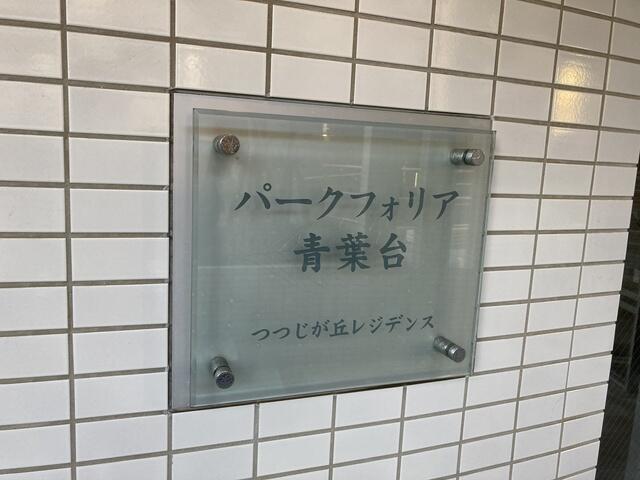 パークフォリア
青葉台
つつじが丘レジデンス